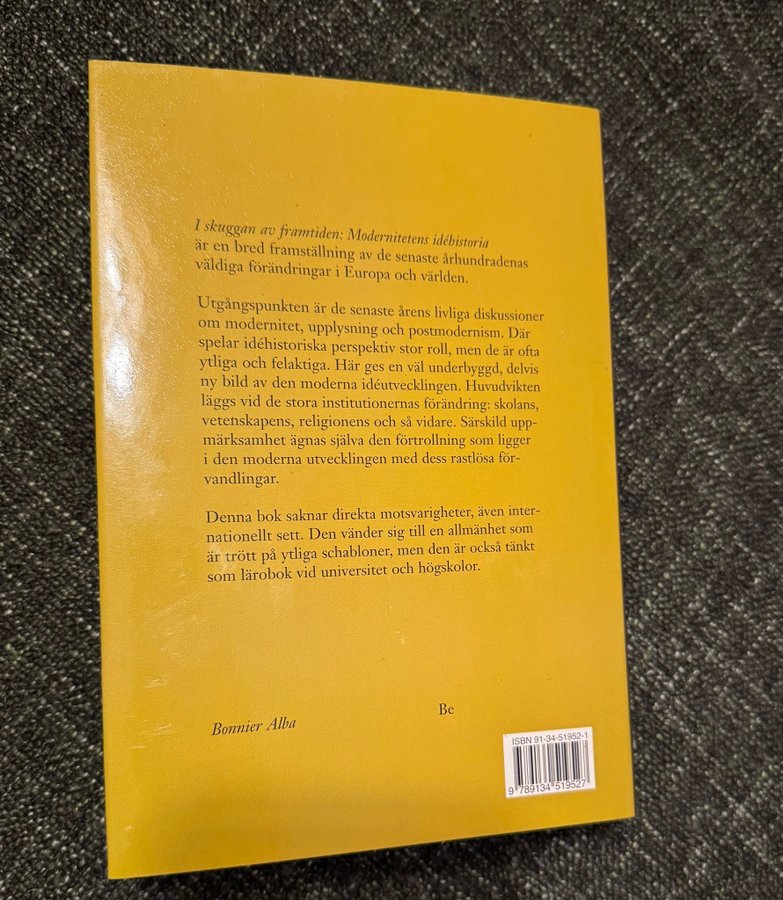 I skuggan av framtiden: Modernitetens idéhistoria
är en bred framställning av de senaste århundradenas
väldiga förändringar i Europa och världen.
Utgångspunkten är de senaste årens livliga diskussioner
om modernitet, upplysning och postmodernism. Där
spelar idéhistoriska perspektiv stor roll, men de är ofta
ytliga och felaktiga. Här ges en väl underbyggd, delvis
ny bild av den moderna idéutvecklingen. Huvudvikten
läggs vid de stora institutionernas förändring: skolans,
vetenskapens, religionens och så vidare. Särskild upp-
märksamhet ägnas själva den förtrollning som ligger
i den moderna utvecklingen med dess rastlösa för-
vandlingar.
Denna bok saknar direkta motsvarigheter, även inter-
nationellt sett. Den vänder sig till en allmänhet som
är trött på ytliga schabloner, men den är också tänkt
som lärobok vid universitet och högskolor.
Be
Bonnier Alba
ISBN 91-34-51952-1
9 789134 519527